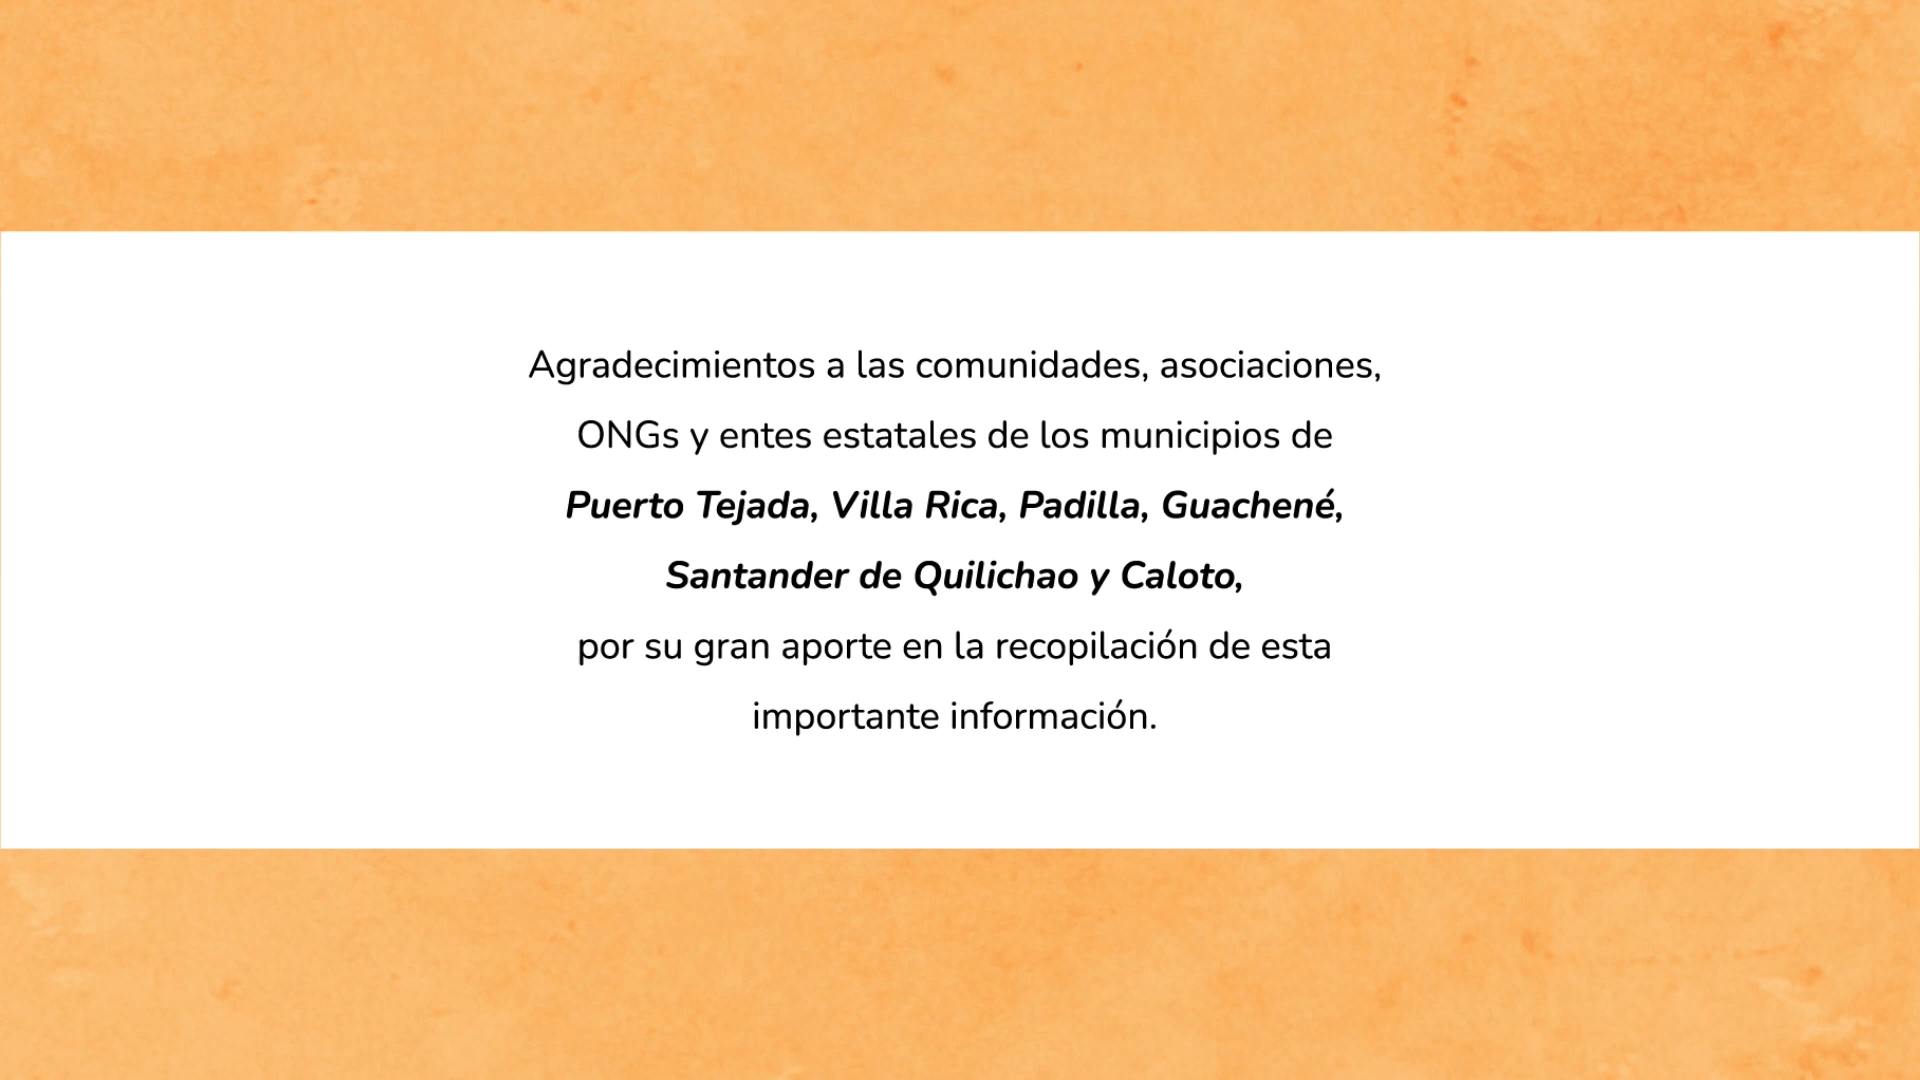 Agradecimientos a las comunidades, asociaciones,
ONGs y entes estatales de los municipios de
Puerto Tejada, Villa Rica, Padilla, Guachené,
Santander de Quilichao y Caloto,
por su gran aporte en la recopilación de esta
importante información.